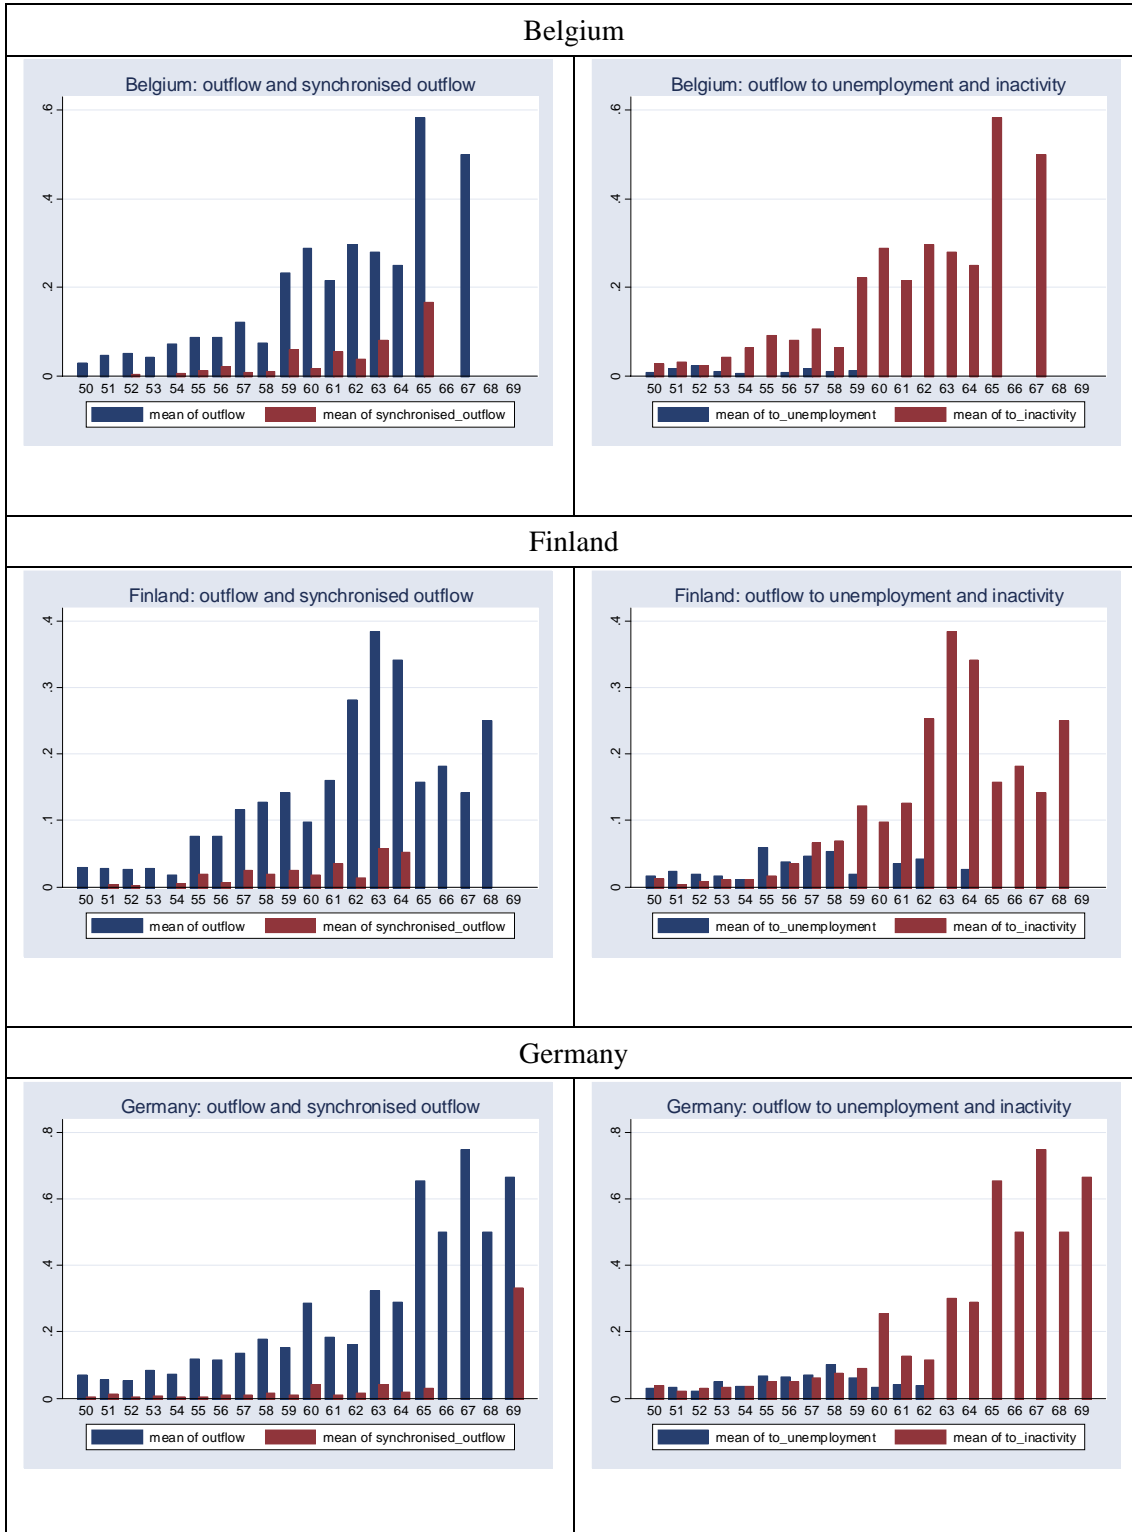 Belgium
Belgium: outflow and synchronised outflow
.6
.4
.2
0
50 51 52 53 54 55 56 57 58 59 60 61 62 63 64 65 66 67 68 69
mean of outflow mean of synchronised_outflow
Belgium: outflow to unemployment and inactivity
.6
.4
.2
0
50 51 52 53 54 55 56 57 58 59 60 61 62 63 64 65 66 67 68 69
mean of to_unemployment mean of to_inactivity
Finland
Finland: outflow and synchronised outflow
.4
.3
.2
.1
0
50 51 52 53 54 55 56 57 58 59 60 61 62 63 64 65 66 67 68 69
mean of outflow mean of synchronised_outflow
Finland: outflow to unemployment and inactivity
.4
.3
.2
.1
0
50 51 52 53 54 55 56 57 58 59 60 61 62 63 64 65 66 67 68 69
mean of to_unemployment mean of to_inactivity
Germany
Germany: outflow and synchronised outflow
.8
.6
.4
.2
0
50 51 52 53 54 55 56 57 58 59 60 61 62 63 64 65 66 67 68 69
mean of outflow mean of synchronised_outflow
Germany: outflow to unemployment and inactivity
.8
.6
.4
.2
0
50 51 52 53 54 55 56 57 58 59 60 61 62 63 64 65 66 67 68 69
mean of to_unemployment mean of to_inactivity